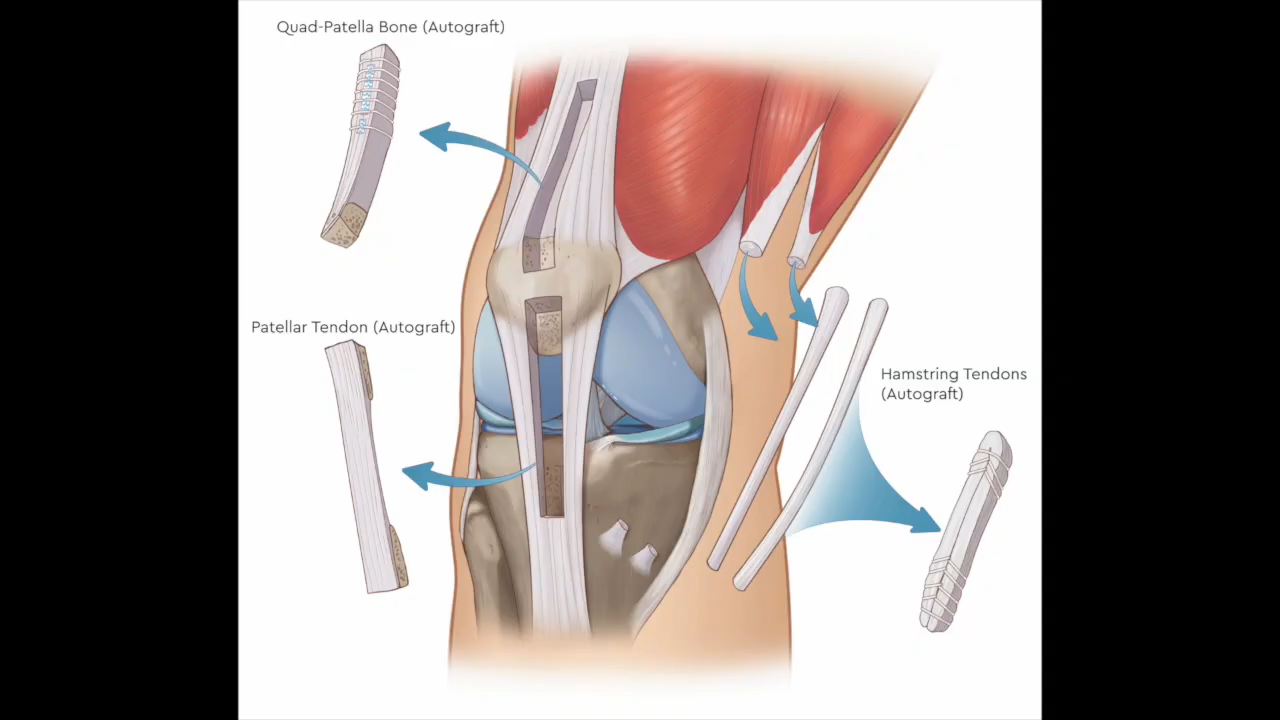 Quad-Patella Bone (Autograft)
Patellar Tendon (Autograft)
Hamstring Tendons
(Autograft)